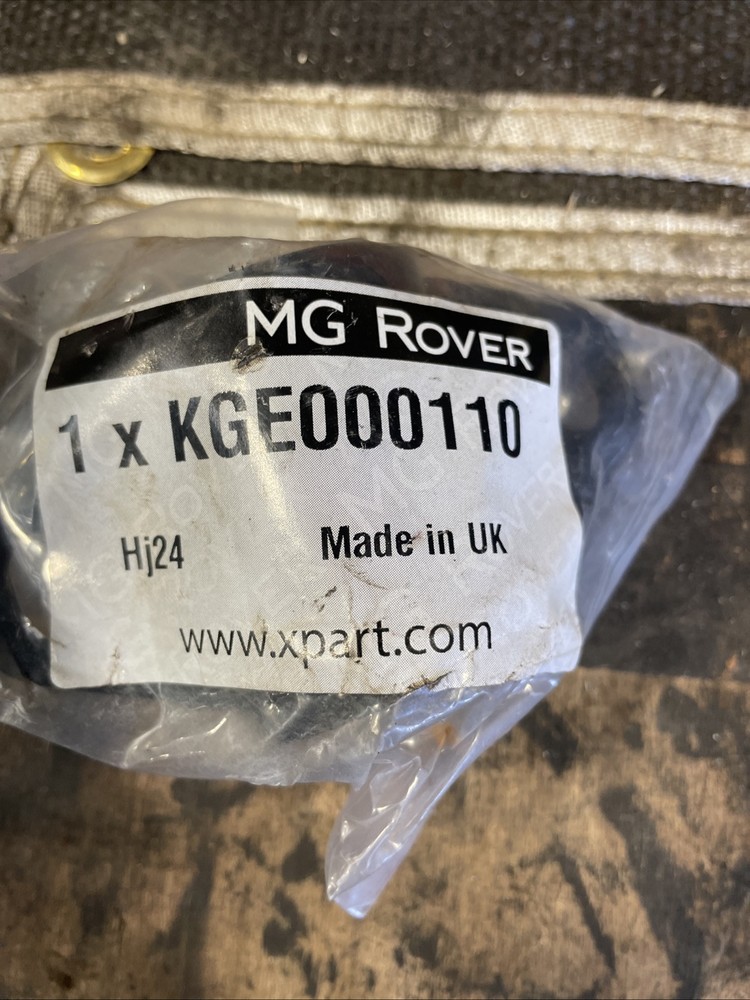 MG ROVER
1 x KGE000110
Hj24 Made in UK
www.xpart.com